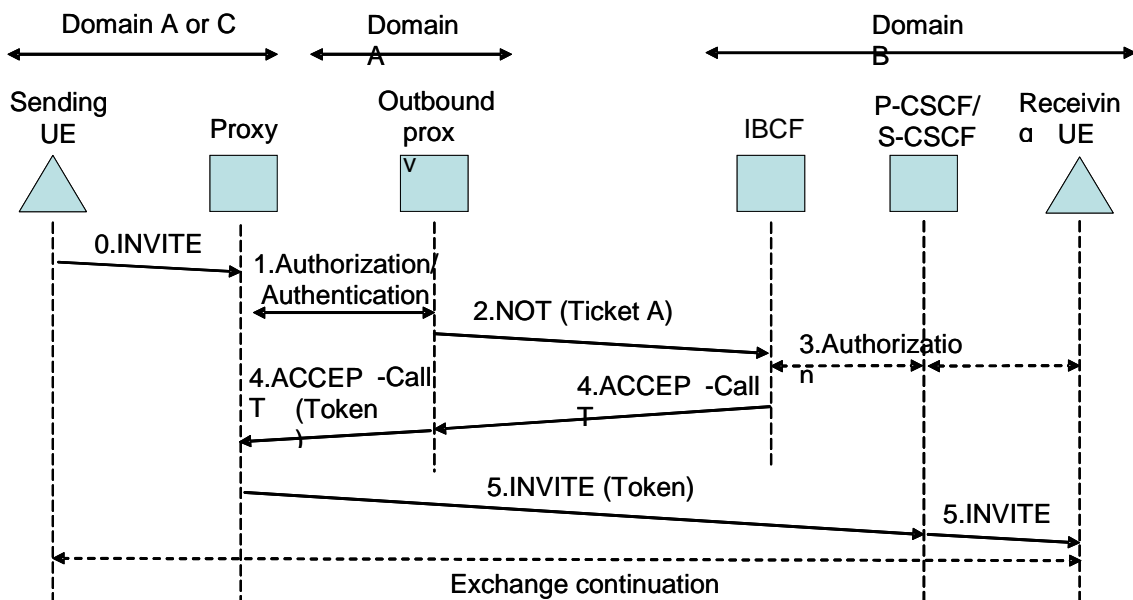 Domain A or C
Domain
A
Domain
B
Sending
UE
Proxy
Outbound
prox
v
IBCF
P-CSCF/
S-CSCF
Receivin
g UE
0.INVITE
1.Authorization/
Authentication
2.NOT (Ticket A)
3.Authorizatio
n
4.ACCEP -Call
T (Token
)
4.ACCEP -Call
T
5.INVITE (Token)
5.INVITE
Exchange continuation